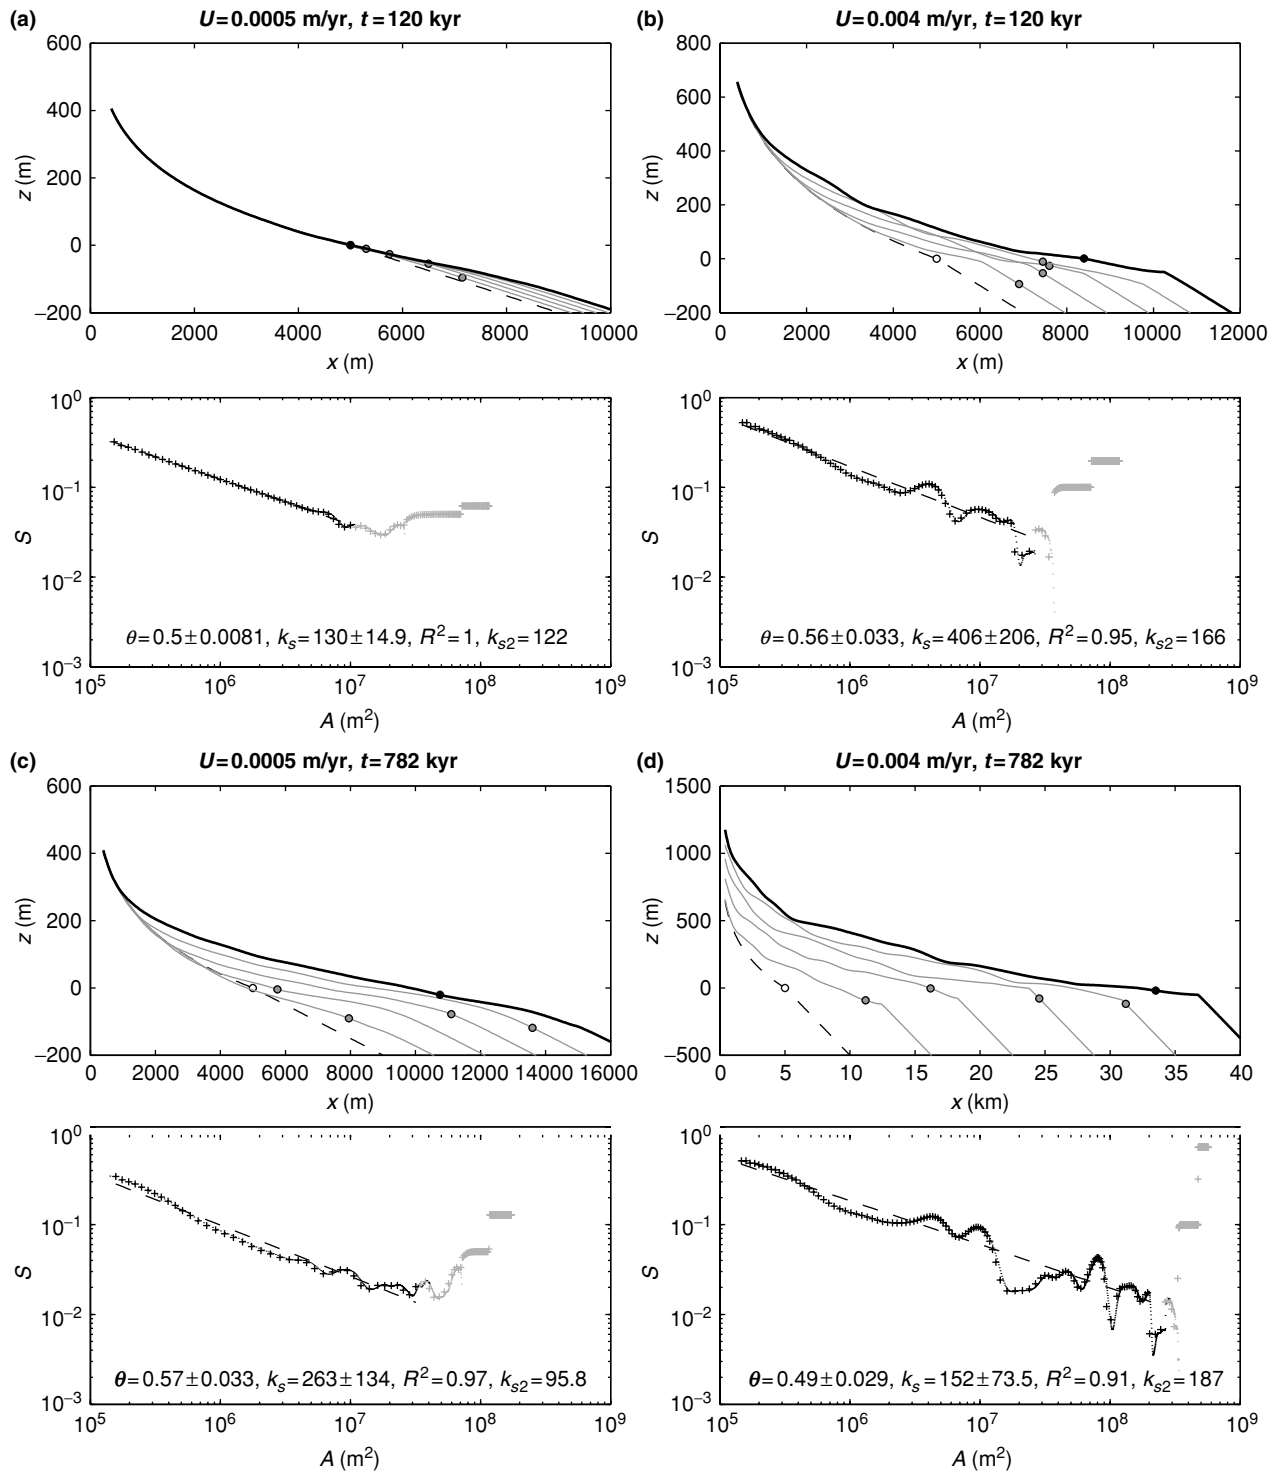 (a) U=0.0005 m/yr, t=120 kyr
600
400
200
0
−200
z (m)
0 2000 4000 6000 8000 10000
x (m)
10^0
10^−1
10^−2
10^−3
S
θ=0.5±0.0081, k_s=130±14.9, R^2=1, k_s2=122
10^5 10^6 10^7 10^8 10^9
A (m^2)
(b) U=0.004 m/yr, t=120 kyr
800
600
400
200
0
−200
z (m)
0 2000 4000 6000 8000 10000 12000
x (m)
10^0
10^−1
10^−2
10^−3
S
θ=0.56±0.033, k_s=406±206, R^2=0.95, k_s2=166
10^5 10^6 10^7 10^8 10^9
A (m^2)
(c) U=0.0005 m/yr, t=782 kyr
600
400
200
0
−200
z (m)
0 2000 4000 6000 8000 10000 12000 14000 16000
x (m)
10^0
10^−1
10^−2
10^−3
S
θ=0.57±0.033, k_s=263±134, R^2=0.97, k_s2=95.8
10^5 10^6 10^7 10^8 10^9
A (m^2)
(d) U=0.004 m/yr, t=782 kyr
1500
1000
500
0
−500
z (m)
0 5 10 15 20 25 30 35 40
x (km)
10^0
10^−1
10^−2
10^−3
S
θ=0.49±0.029, k_s=152±73.5, R^2=0.91, k_s2=187
10^5 10^6 10^7 10^8 10^9
A (m^2)